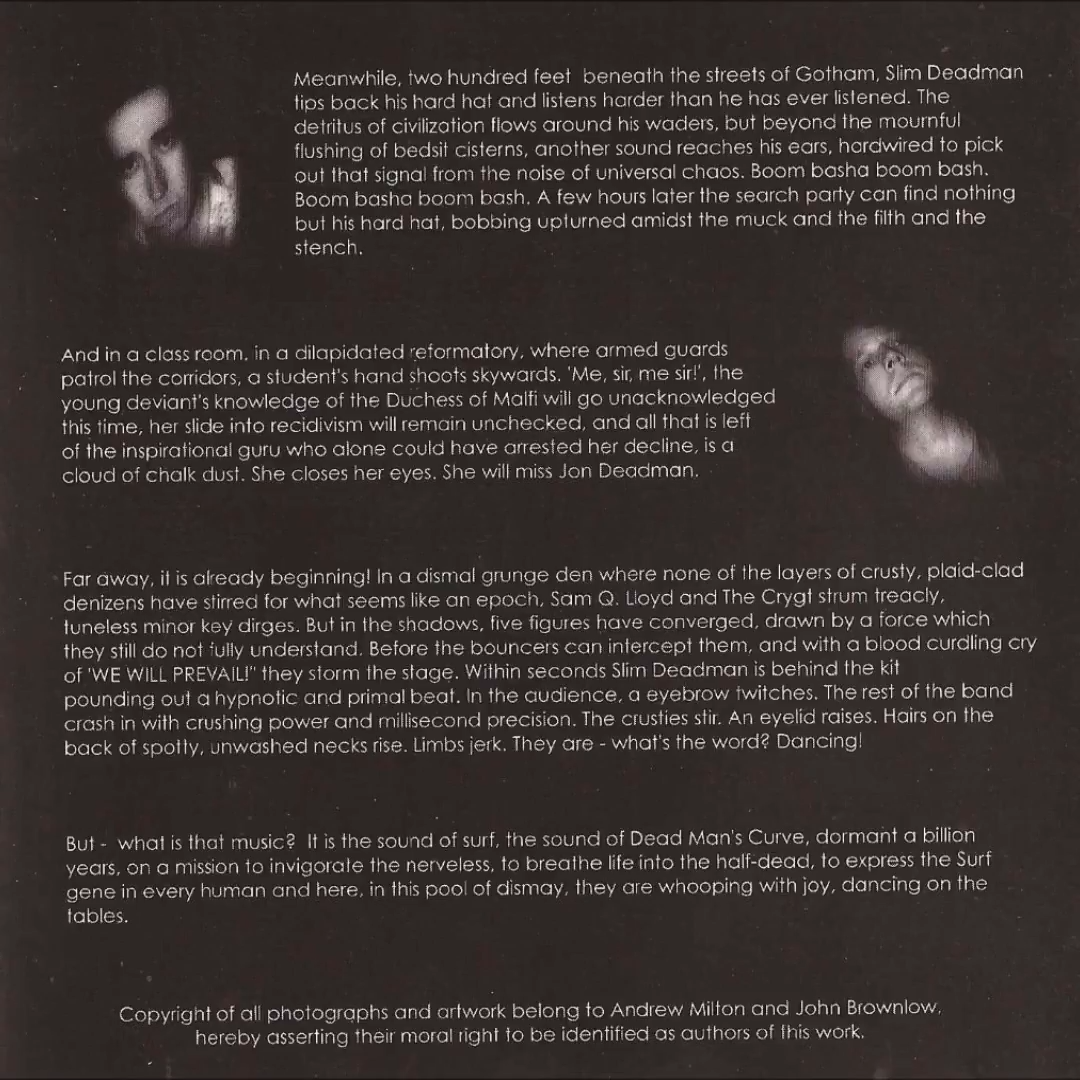 Meanwhile, two hundred feet beneath the streets of Gotham, Slim Deadman
tips back his hard hat and listens harder than he has ever listened. The
detritus of civilization flows around his waders, but beyond the mournful
flushing of bedsit cisterns, another sound reaches his ears, hardwired to pick
out that signal from the noise of universal chaos. Boom basha boom bash.
Boom basha boom bash. A few hours later the search party can find nothing
but his hard hat, bobbing upturned amidst the muck and the filth and the
stench.
And in a class room, in a dilapidated reformatory, where armed guards
patrol the corridors, a student's hand shoots skywards. 'Me, sir, me sir!', the
young deviant's knowledge of the Duchess of Malfi will go unacknowledged
this time, her slide into recidivism will remain unchecked, and all that is left
of the inspirational guru who alone could have arrested her decline, is a
cloud of chalk dust. She closes her eyes. She will miss Jon Deadman.
Far away, it is already beginning! In a dismal grunge den where none of the layers of crusty, plaid-clad
denizens have stirred for what seems like an epoch, Sam Q. Lloyd and The Crygt strum treacly,
tuneless minor key dirges. But in the shadows, five figures have converged, drawn by a force which
they still do not fully understand. Before the bouncers can intercept them, and with a blood curdling cry
of 'WE WILL PREVAIL!" they storm the stage. Within seconds Slim Deadman is behind the kit
pounding out a hypnotic and primal beat. In the audience, a eyebrow twitches. The rest of the band
crash in with crushing power and millisecond precision. The crusties stir. An eyelid raises. Hairs on the
back of spotty, unwashed necks rise. Limbs jerk. They are - what's the word? Dancing!
But - what is that music? It is the sound of surf, the sound of Dead Man's Curve, dormant a billion
years, on a mission to invigorate the nerveless, to breathe life into the half-dead, to express the Surf
gene in every human and here, in this pool of dismay, they are whooping with joy, dancing on the
tables.
Copyright of all photographs and artwork belong to Andrew Milton and John Brownlow,
hereby asserting their moral right to be identified as authors of this work.